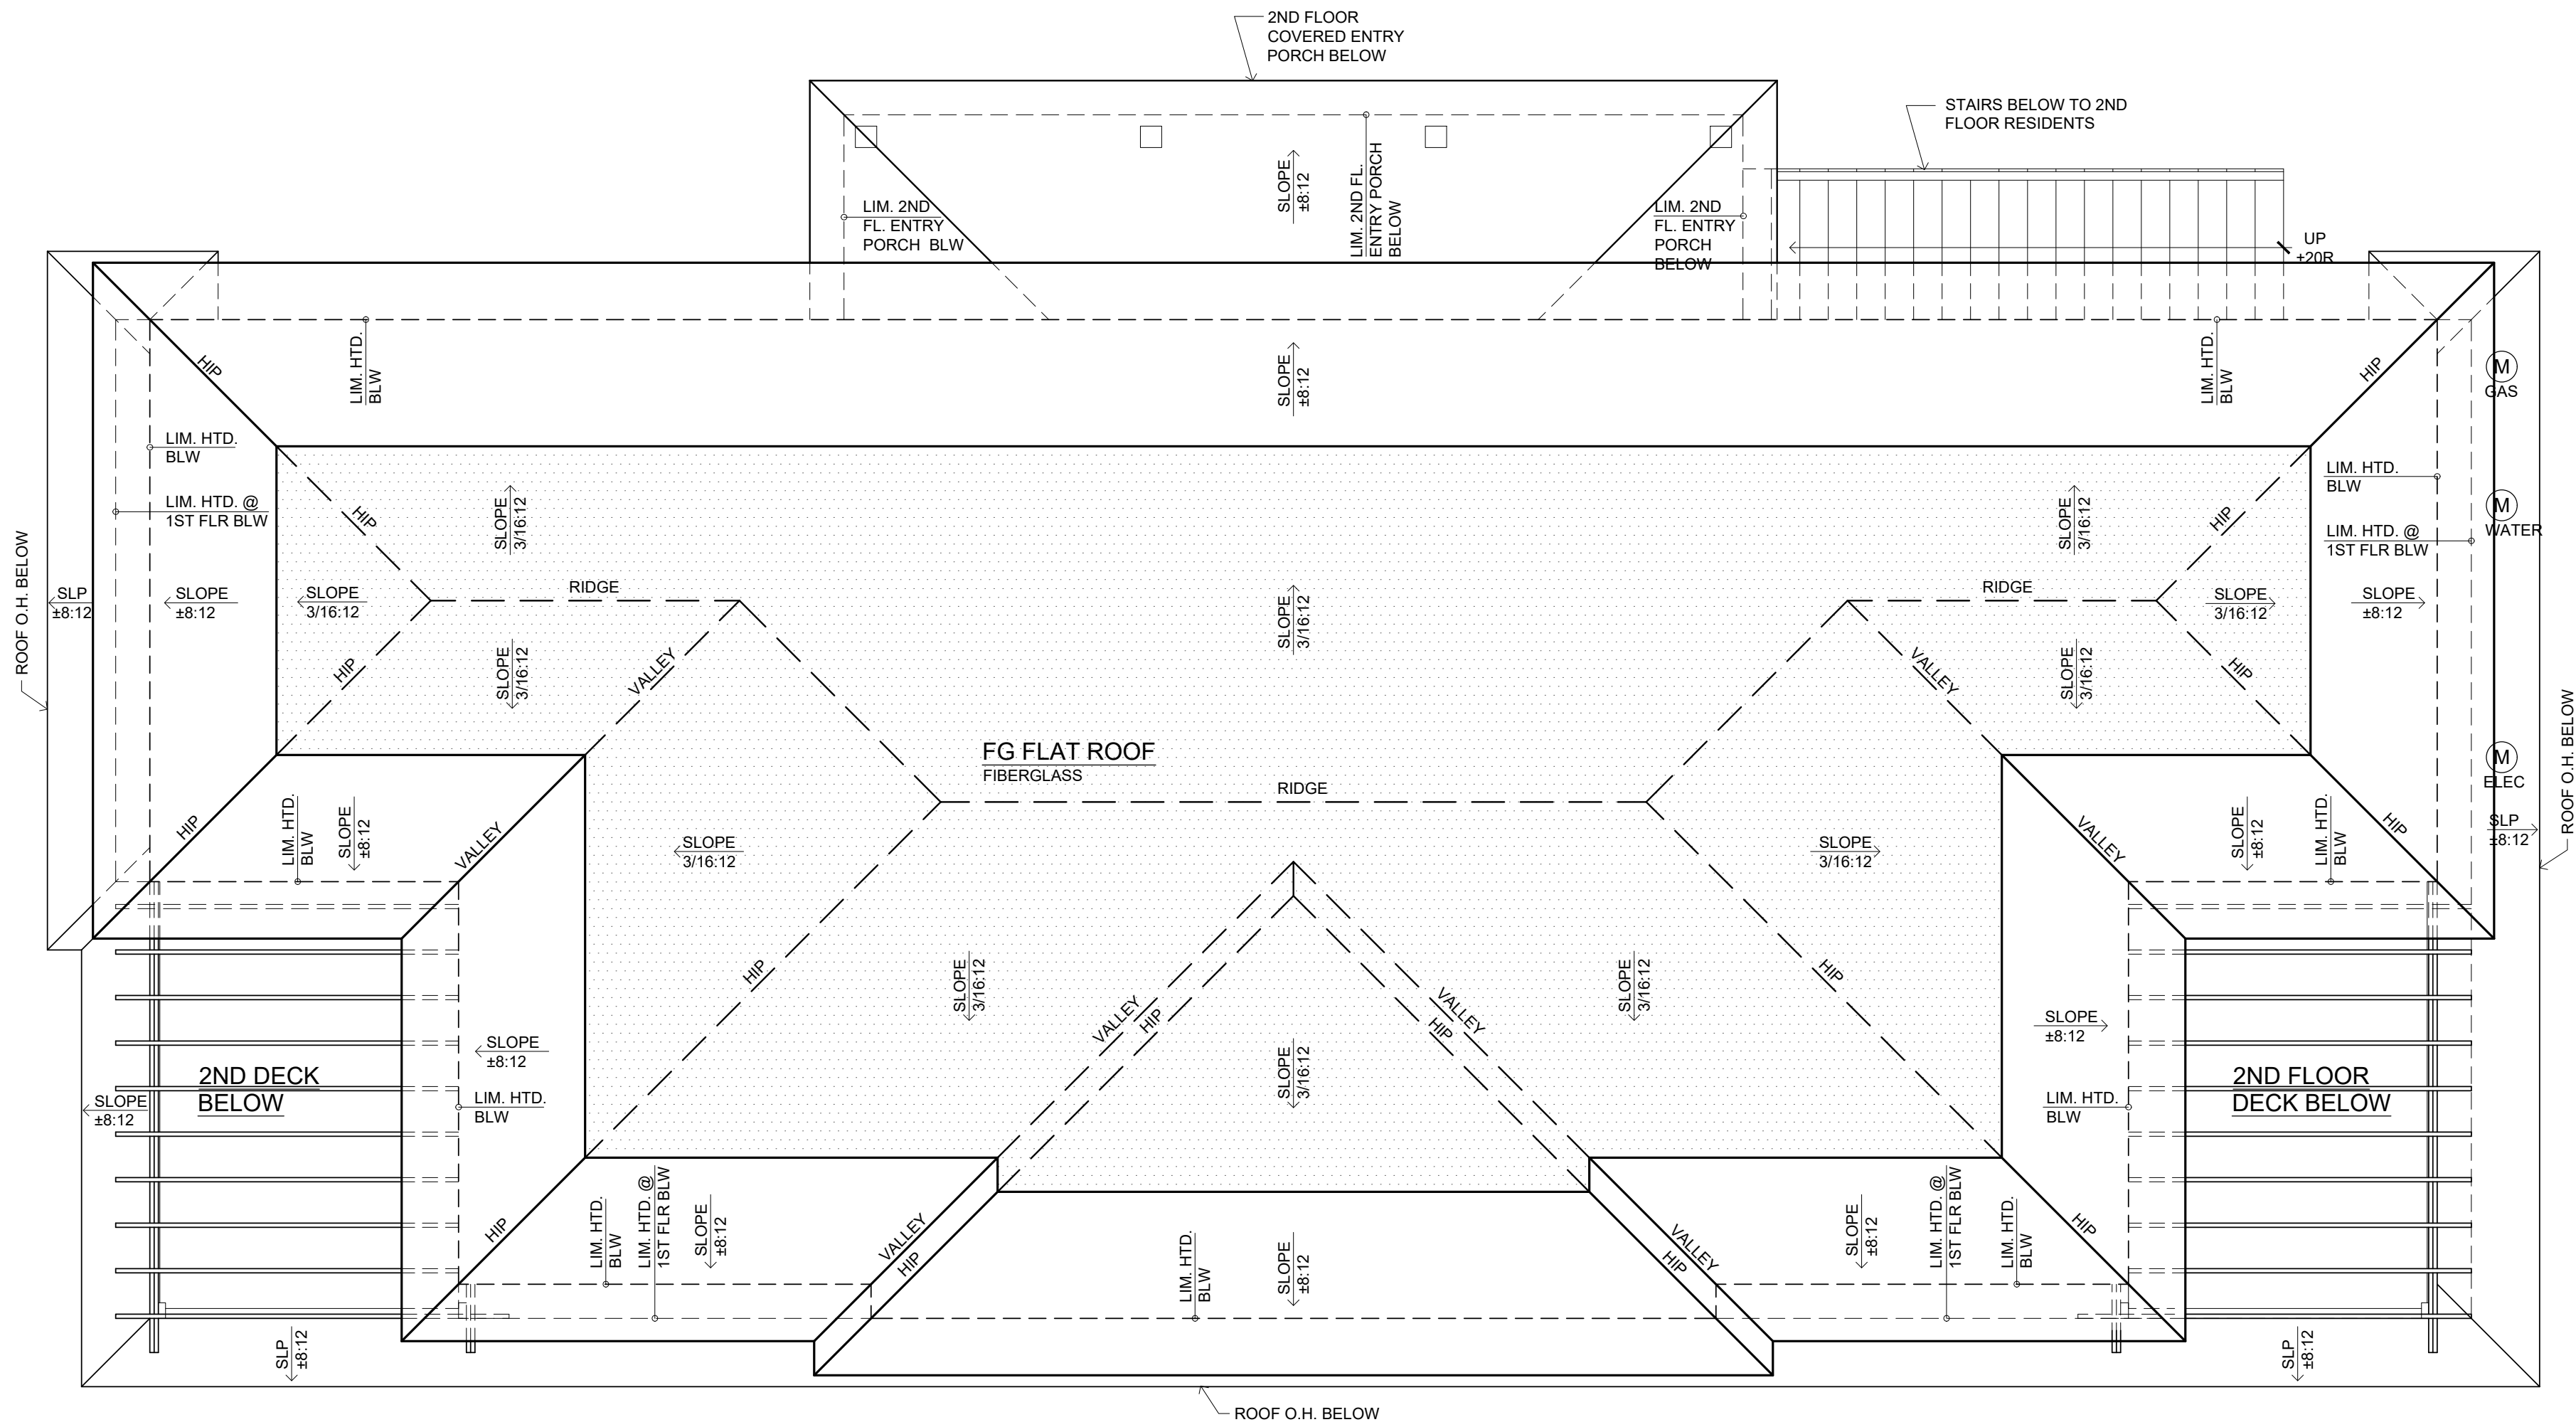 2ND FLOOR
COVERED ENTRY
PORCH BELOW
STAIRS BELOW TO 2ND
FLOOR RESIDENTS
SLOPE
±8:12
LIM. 2ND FL.
ENTRY PORCH
BELOW
LIM. 2ND
FL. ENTRY
PORCH  BLW
LIM. 2ND
FL. ENTRY
PORCH
BELOW
UP
±20R
HIP
LIM. HTD.
BLW
SLOPE
±8:12
LIM. HTD.
BLW
HIP
M
GAS
LIM. HTD.
BLW
LIM. HTD. @
1ST FLR BLW
LIM. HTD.
BLW
LIM. HTD. @
1ST FLR BLW
M
WATER
HIP
SLOPE
3/16:12
SLOPE
3/16:12
HIP
ROOF O.H. BELOW
SLP
±8:12
SLOPE
±8:12
SLOPE
3/16:12
RIDGE
SLOPE
3/16:12
RIDGE
SLOPE
3/16:12
SLOPE
±8:12
HIP
SLOPE
3/16:12
VALLEY
VALLEY
SLOPE
3/16:12
HIP
FG FLAT ROOF
FIBERGLASS
RIDGE
M
ELEC
ROOF O.H. BELOW
HIP
LIM. HTD.
BLW
SLOPE
±8:12
VALLEY
SLOPE
3/16:12
SLOPE
3/16:12
VALLEY
SLOPE
±8:12
LIM. HTD.
BLW
HIP
SLP
±8:12
HIP
SLOPE
3/16:12
VALLEY
HIP
VALLEY
HIP
SLOPE
3/16:12
HIP
SLOPE
±8:12
SLOPE
3/16:12
SLOPE
±8:12
2ND DECK
BELOW
2ND FLOOR
DECK BELOW
SLOPE
±8:12
LIM. HTD.
BLW
LIM. HTD.
BLW
HIP
LIM. HTD.
BLW
LIM. HTD. @
1ST FLR BLW
SLOPE
±8:12
VALLEY
HIP
LIM. HTD.
BLW
SLOPE
±8:12
VALLEY
HIP
SLOPE
±8:12
LIM. HTD. @
1ST FLR BLW
LIM. HTD.
BLW
HIP
SLP
±8:12
SLP
±8:12
ROOF O.H. BELOW